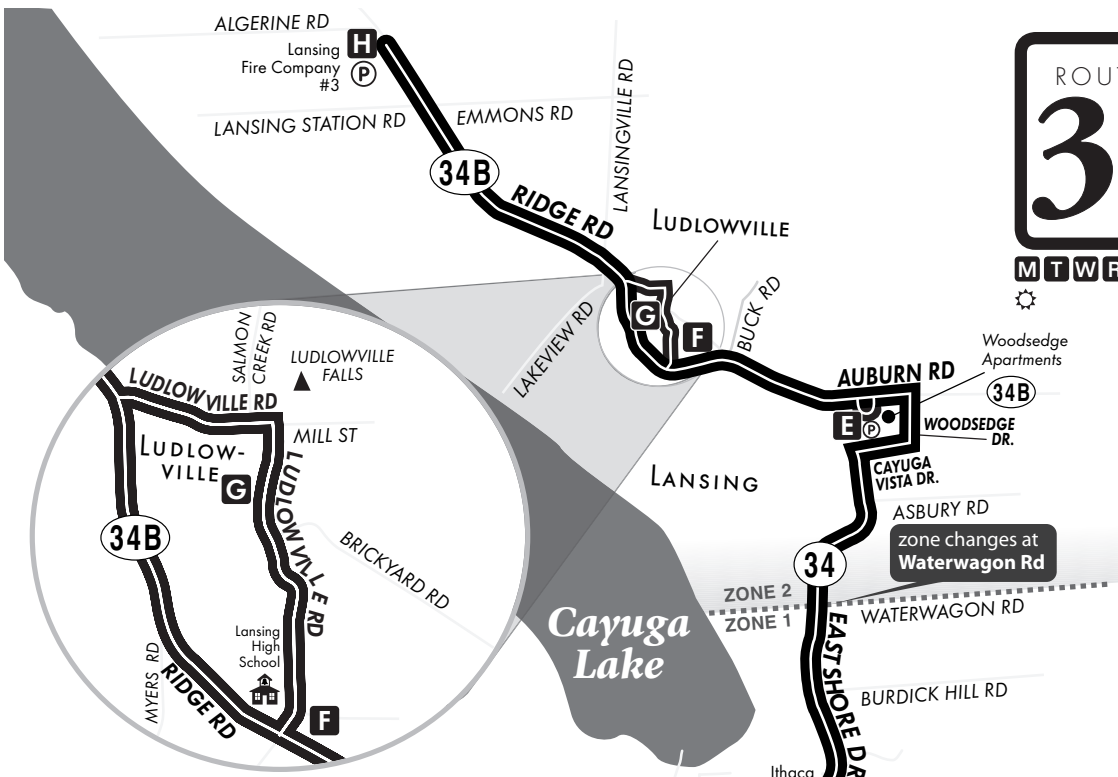 ALGERINE RD
H
Lansing
Fire Company
#3
P
LANSING STATION RD
EMMONS RD
LANSINGVILLE RD
34B
RIDGE RD
LUDLOWVILLE
G
F
BUCK RD
LAKEVIEW RD
ROUT
3
M T W R
Woodsedge
Apartments
34B
AUBURN RD
E
P
WOODSEDGE
DR.
CAYUGA
VISTA DR.
LANSING
ASBURY RD
zone changes at
Waterwagon Rd
34
ZONE 2
ZONE 1
WATERWAGON RD
EAST SHORE DR
BURDICK HILL RD
Ithaca
Cayuga
Lake
SALMON
CREEK RD
LUDLOWVILLE
FALLS
LUDLOWVILLE RD
MILL ST
LUDLOW-
VILLE
G
LUDLOWVILLE RD
34B
BRICKYARD RD
Lansing
High
School
MYERS RD
RIDGE RD
F